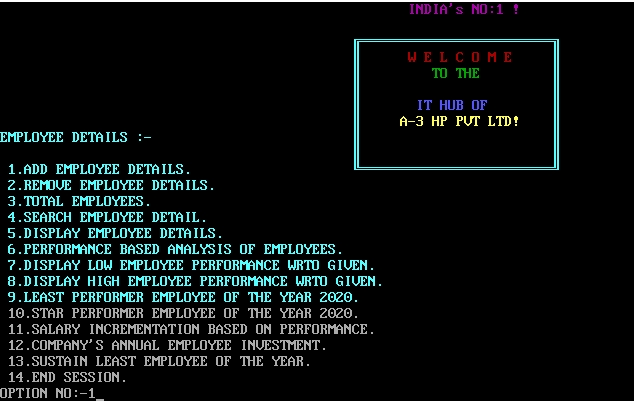 INDIA's NO:1 !
W E L C O M E
TO THE
IT HUB OF
A-3 HP PVT LTD!
EMPLOYEE DETAILS :-
1.ADD EMPLOYEE DETAILS.
2.REMOVE EMPLOYEE DETAILS.
3.TOTAL EMPLOYEES.
4.SEARCH EMPLOYEE DETAIL.
5.DISPLAY EMPLOYEE DETAILS.
6.PERFORMANCE BASED ANALYSIS OF EMPLOYEES.
7.DISPLAY LOW EMPLOYEE PERFORMANCE WRTO GIVEN.
8.DISPLAY HIGH EMPLOYEE PERFORMANCE WRTO GIVEN.
9.LEAST PERFORMER EMPLOYEE OF THE YEAR 2020.
10.STAR PERFORMER EMPLOYEE OF THE YEAR 2020.
11.SALARY INCREMENTATION BASED ON PERFORMANCE.
12.COMPANY'S ANNUAL EMPLOYEE INVESTMENT.
13.SUSTAIN LEAST EMPLOYEE OF THE YEAR.
14.END SESSION.
OPTION NO:-1_